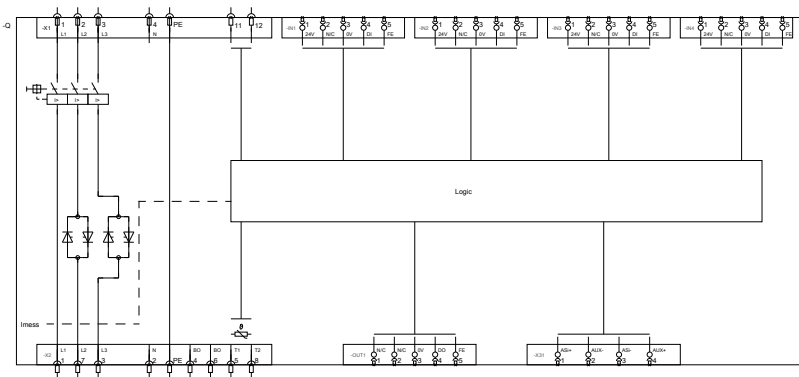 -Q
-X1 1 2 3 4 PE 11 12
L1 L2 L3 N
-IN1 1 2 3 4 5
24V N/C 0V DI FE
-IN2 1 2 3 4 5
24V N/C 0V DI FE
-IN3 1 2 3 4 5
24V N/C 0V DI FE
-IN4 1 2 3 4 5
24V N/C 0V DI FE
I> I> I>
Logic
Imess
ϑ
-X2 L1 L2 L3 N BO BO T1 T2
1 7 3 2 PE 4 6 5 8
-OUT1 N/C N/C 0V DO FE
1 2 3 4 5
-X31 ASi+ AUX- ASi- AUX+
1 2 3 4